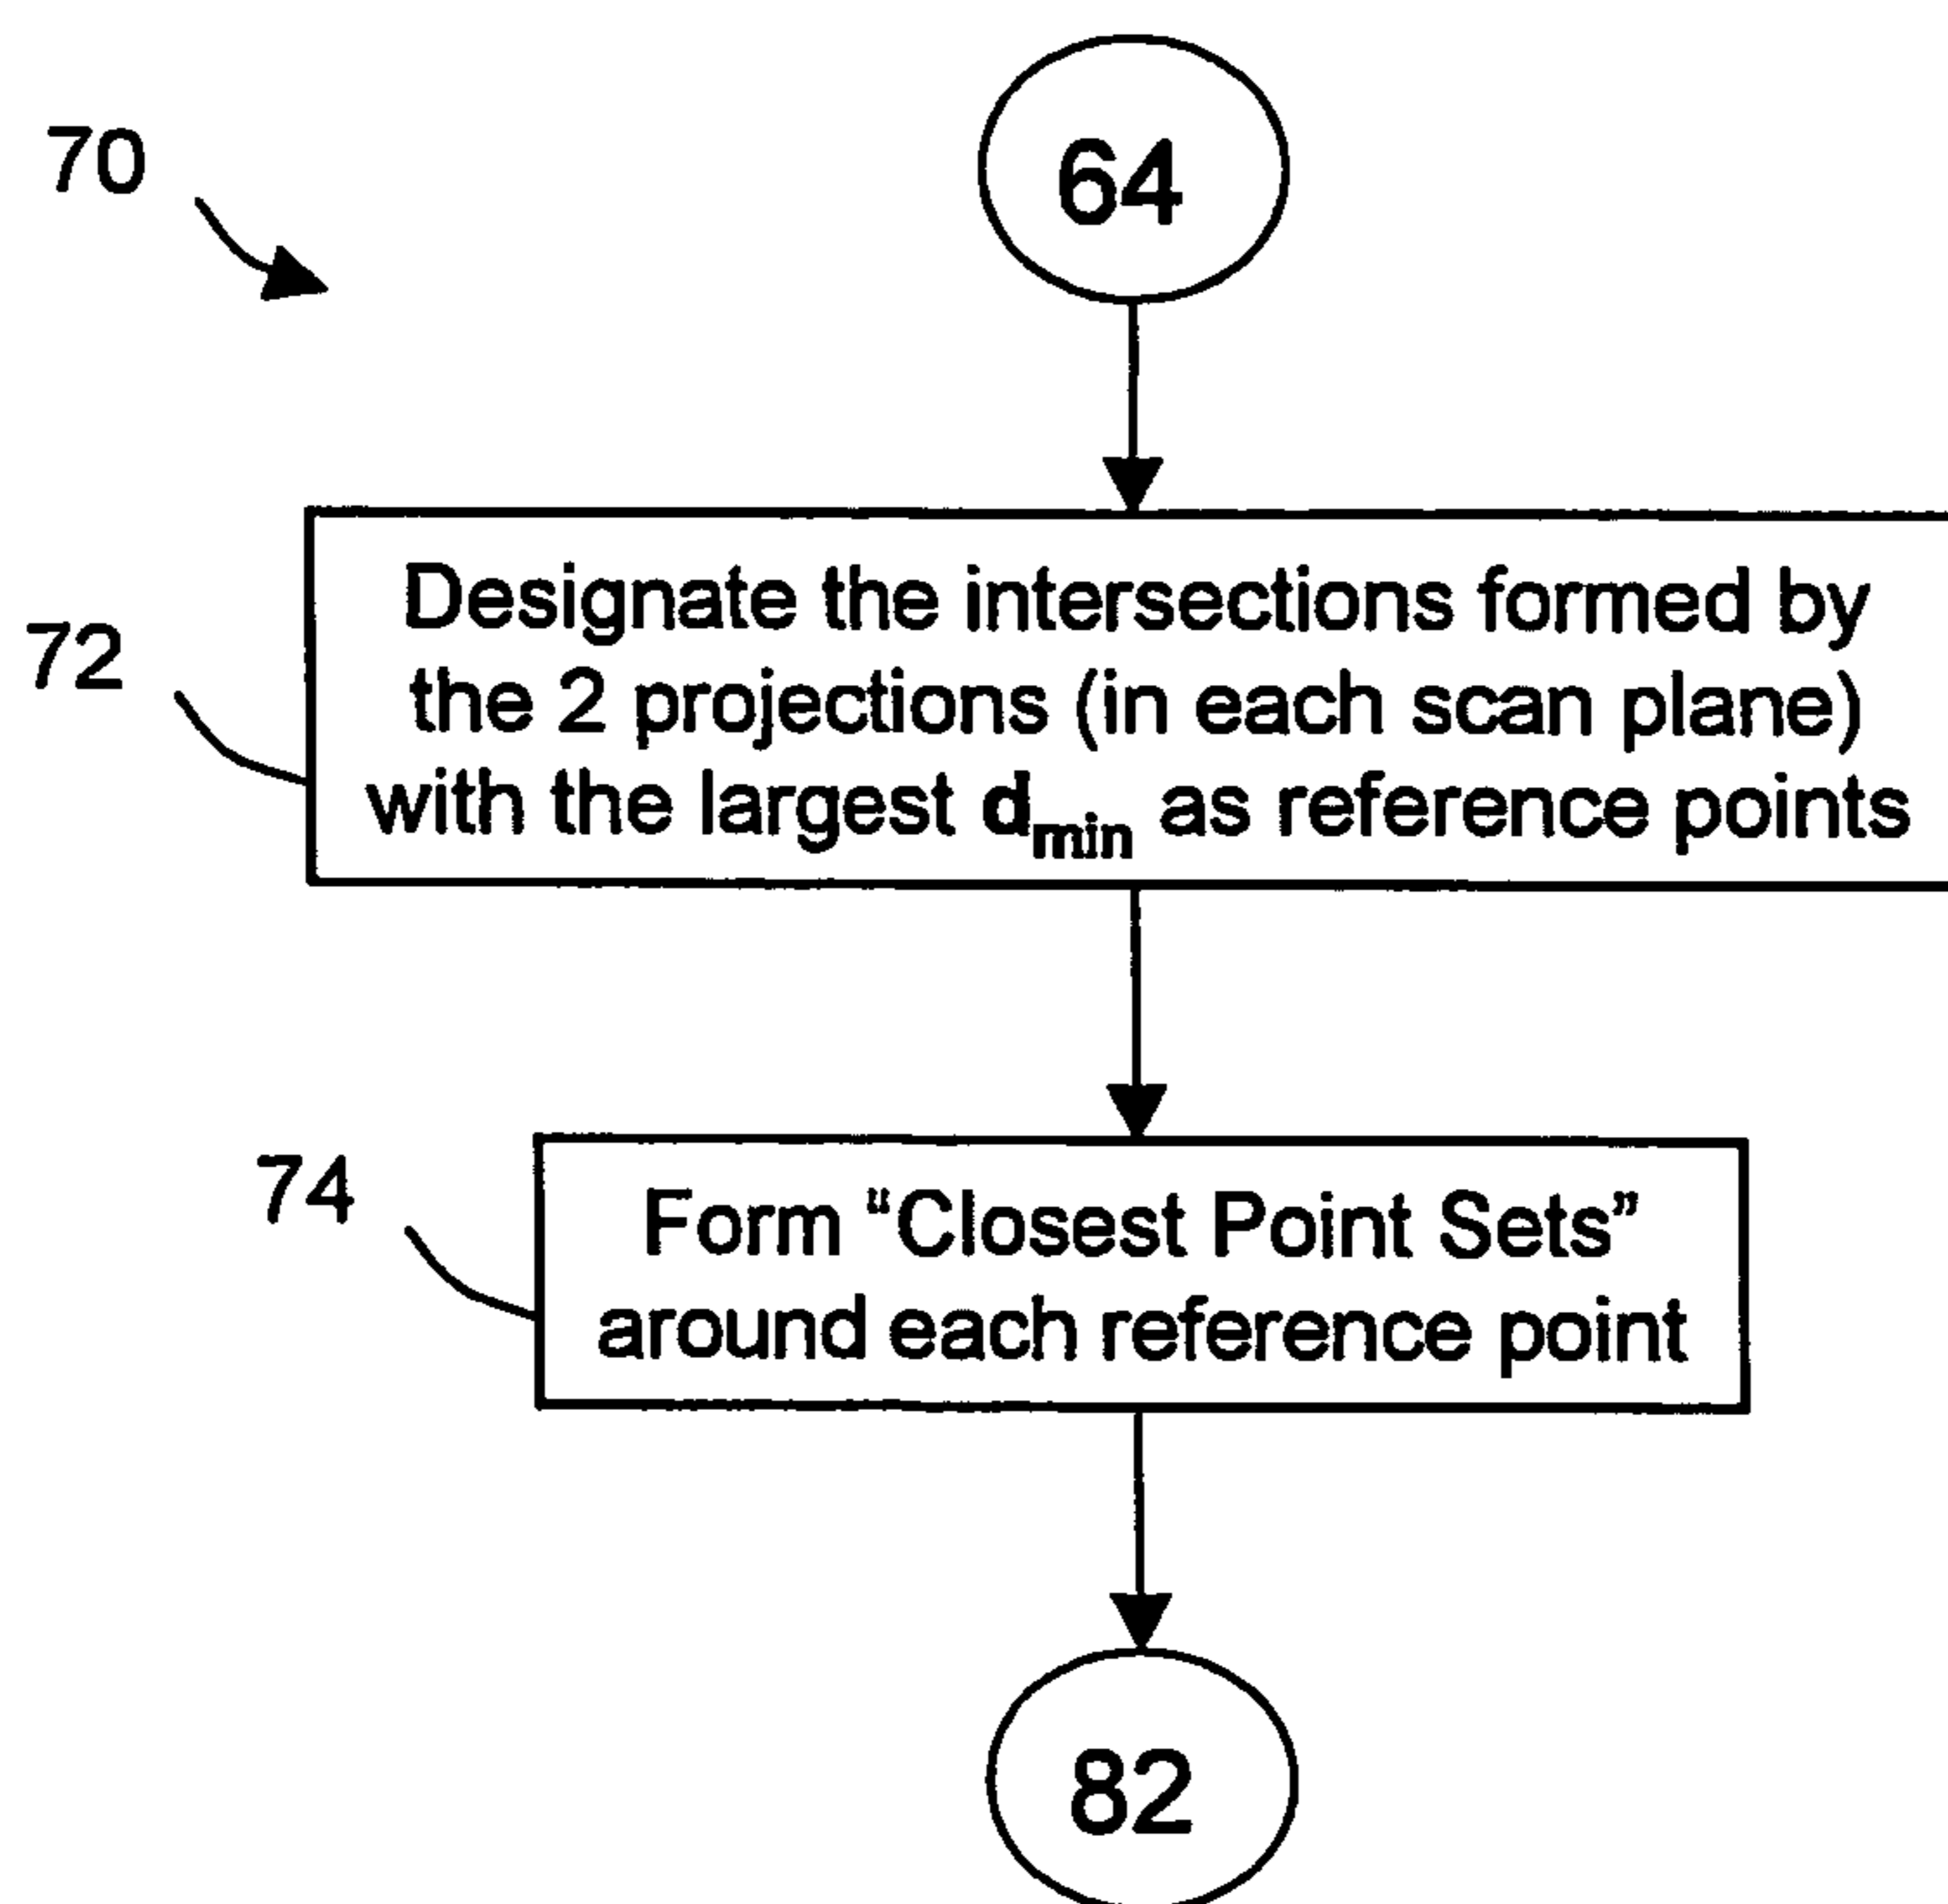 70
64
72
Designate the intersections formed by
the 2 projections (in each scan plane)
with the largest dmin as reference points
74
Form “Closest Point Sets”
around each reference point
82